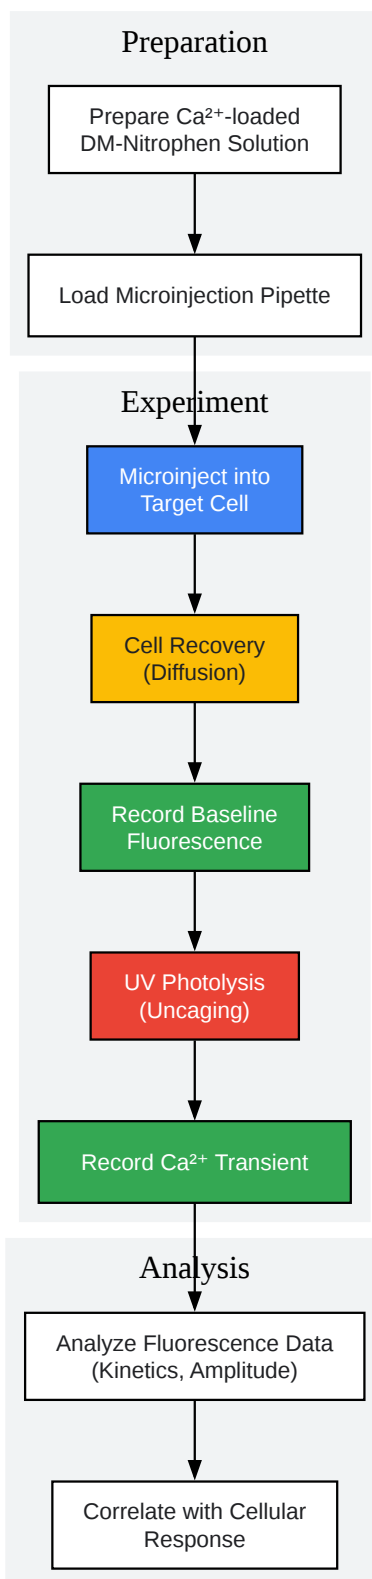 Preparation
Prepare Ca²⁺-loaded
DM-Nitrophen Solution
Load Microinjection Pipette
Experiment
Microinject into
Target Cell
Cell Recovery
(Diffusion)
Record Baseline
Fluorescence
UV Photolysis
(Uncaging)
Record Ca²⁺ Transient
Analysis
Analyze Fluorescence Data
(Kinetics, Amplitude)
Correlate with Cellular
Response